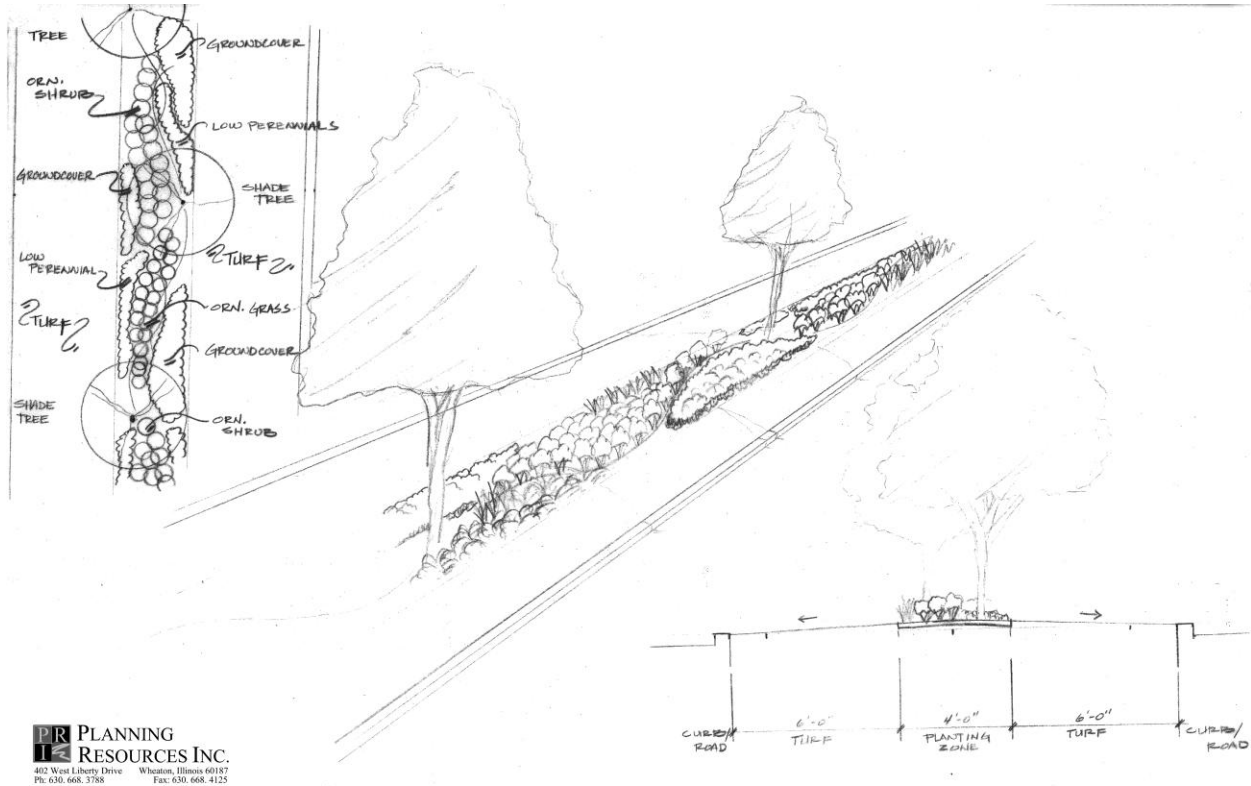 TREE
GROUNDCOVER
ORN.
SHRUB
LOW PERENNIALS
GROUNDCOVER
SHADE
TREE
LOW
PERENNIAL
TURF
ORN. GRASS
TURF
GROUNDCOVER
SHADE
TREE
ORN.
SHRUB
6'-0"
TURF
4'-0"
PLANTING
ZONE
6'-0"
TURF
CURB/
ROAD
CURB/
ROAD
PRI
PLANNING
RESOURCES INC.
402 West Liberty Drive Wheaton, Illinois 60187
Ph: 630. 668. 3788 Fax: 630. 668. 4125